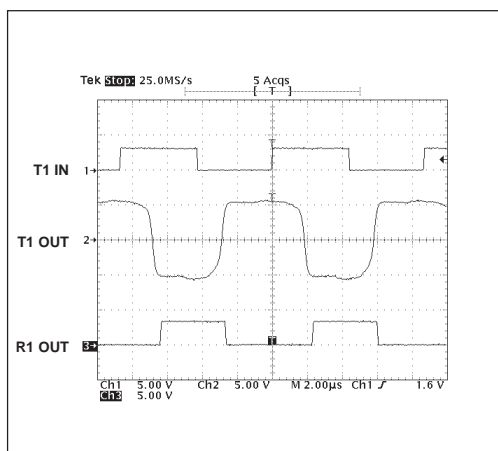 Tek Stop: 25.0MS/s 5 Acqs
[ T ]
T
T1 IN 1→
T
T1 OUT 2→
R1 OUT 3→ T
Ch1 5.00 V Ch2 5.00 V M 2.00µs Ch1 ƒ 1.6 V
Ch3 5.00 V